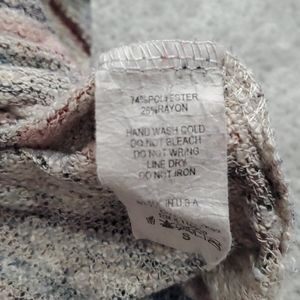 74%POLYESTER
26%RAYON
HAND WASH COLD
DO NOT BLEACH
DO NOT WRING
LINE DRY
DO NOT IRON
MADE IN U.S.A
S